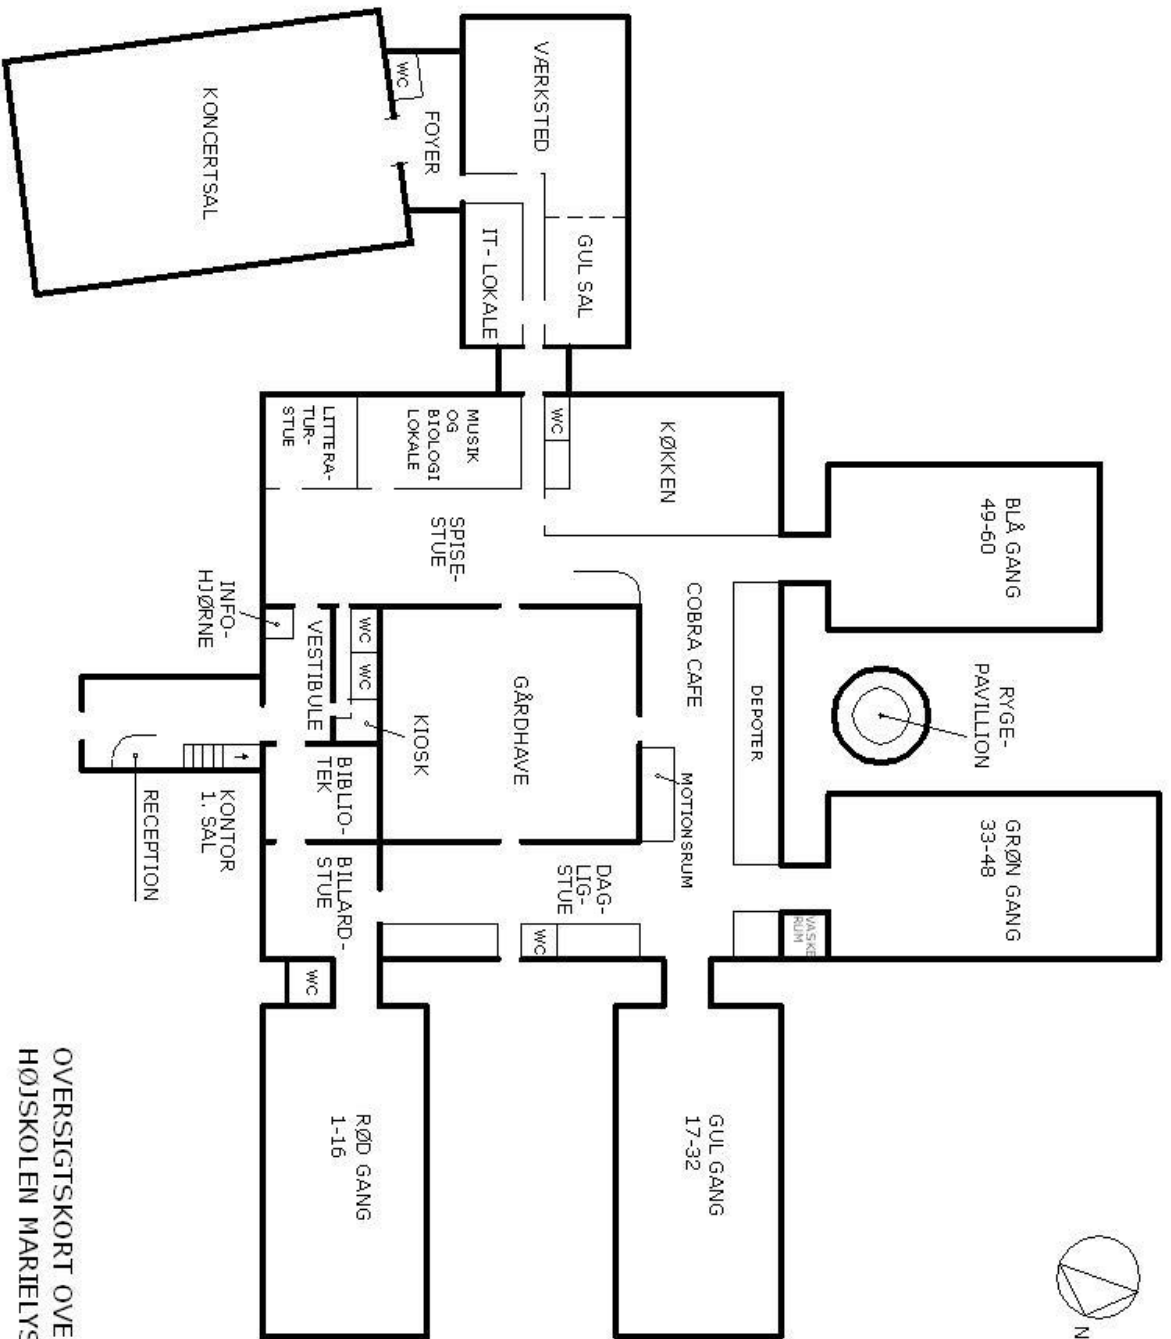 GRØN GANG
33-48
BLÅ GANG
49-60
RYGE-
PAVILLION
N
VASKE
RUM
DEPOTER
GUL GANG
17-32
COBRA CAFE
MOTIONSRUM
KØKKEN
VÆRKSTED
GUL SAL
WC
DAG-
LIG-
STUE
WC
GÅRDHAVE
IT-LOKALE
MUSIK
OG
BIOLOGI
LOKALE
SPISE-
STUE
FOYER
WC
KIOSK
WC
WC
RØD GANG
1-16
LITTERA-
TUR-
STUE
VESTIBULE
BIBLIO-
TEK
BILLARD-
STUE
WC
INFO-
HJØRNE
KONTOR
1. SAL
RECEPTION
KONCERTSAL
OVERSIGTSKORT OVE
HØJSKOLEN MARIELYS